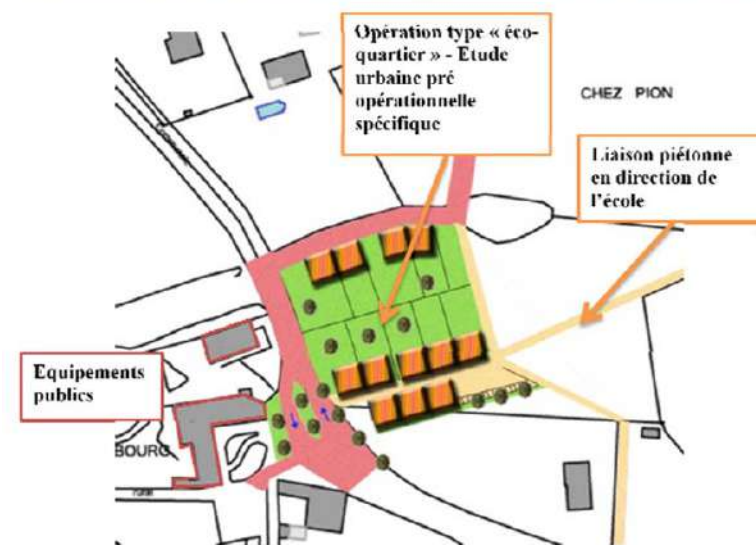 Opération type « éco-
quartier » - Etude
urbaine pré
opérationnelle
spécifique
CHEZ PION
Liaison piétonne
en direction de
l'école
Equipements
publics
BOURG